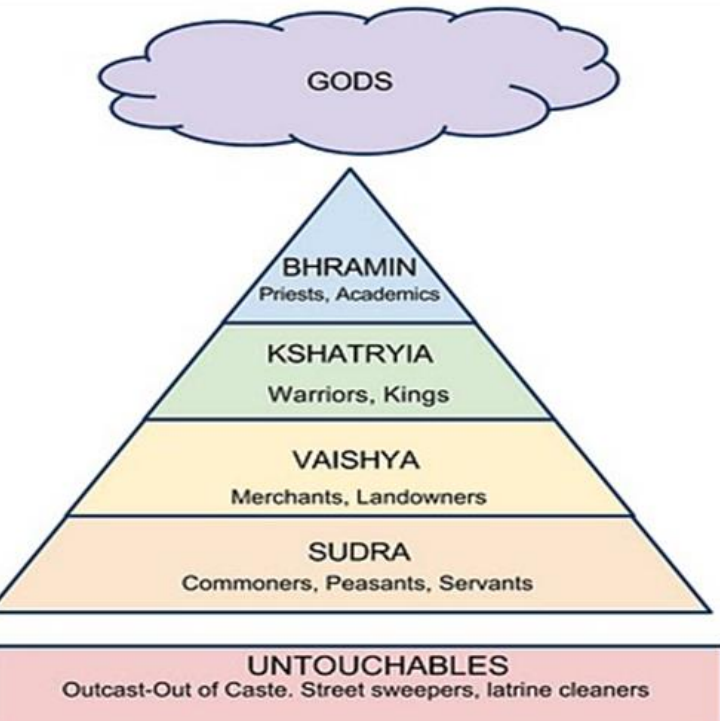 GODS
BHRAMIN
Priests, Academics
KSHATRYIA
Warriors, Kings
VAISHYA
Merchants, Landowners
SUDRA
Commoners, Peasants, Servants
UNTOUCHABLES
Outcast-Out of Caste. Street sweepers, latrine cleaners